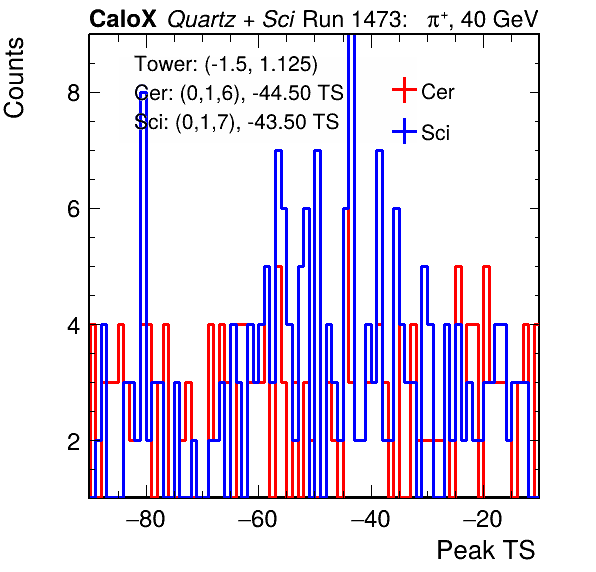 CaloX Quartz + Sci Run 1473: π+, 40 GeV
Counts
Tower: (-1.5, 1.125)
Cer: (0,1,6), -44.50 TS
Sci: (0,1,7), -43.50 TS
Cer
Sci
8
6
4
2
−80 −60 −40 −20
Peak TS